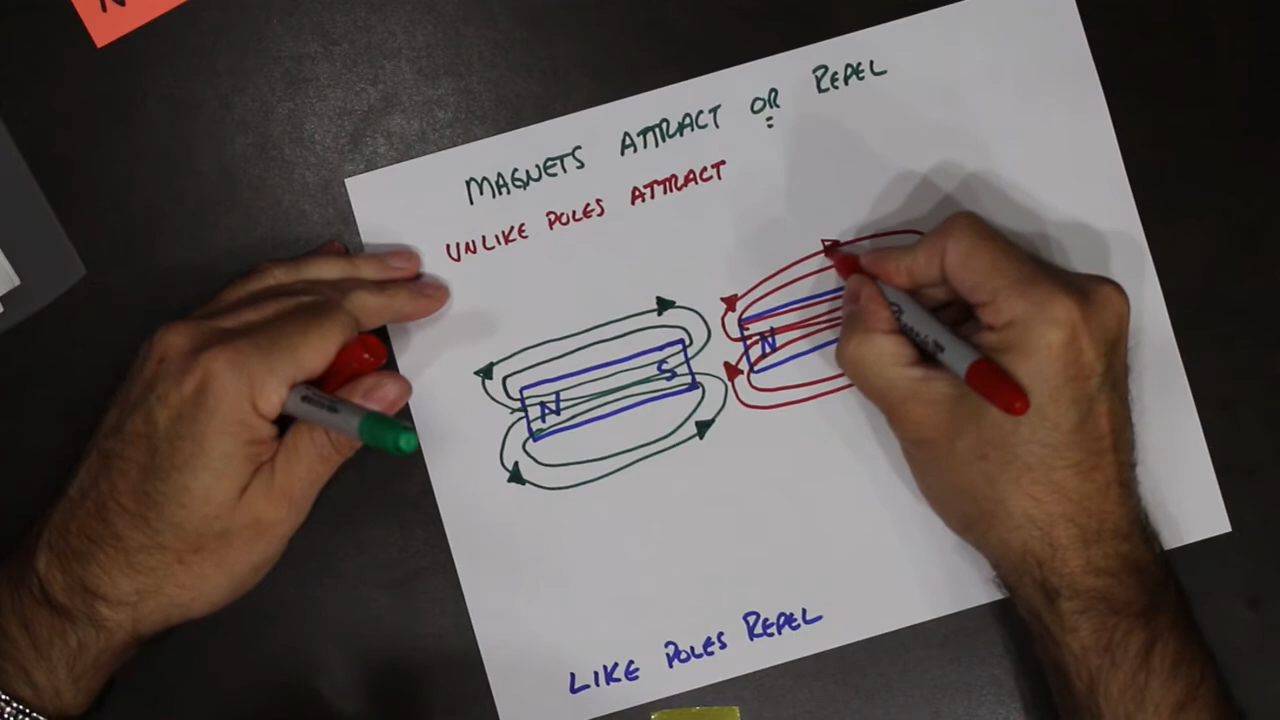 N
MAGNETS ATTRACT OR REPEL
UNLIKE POLES ATTRACT
N S
N
LIKE POLES REPEL